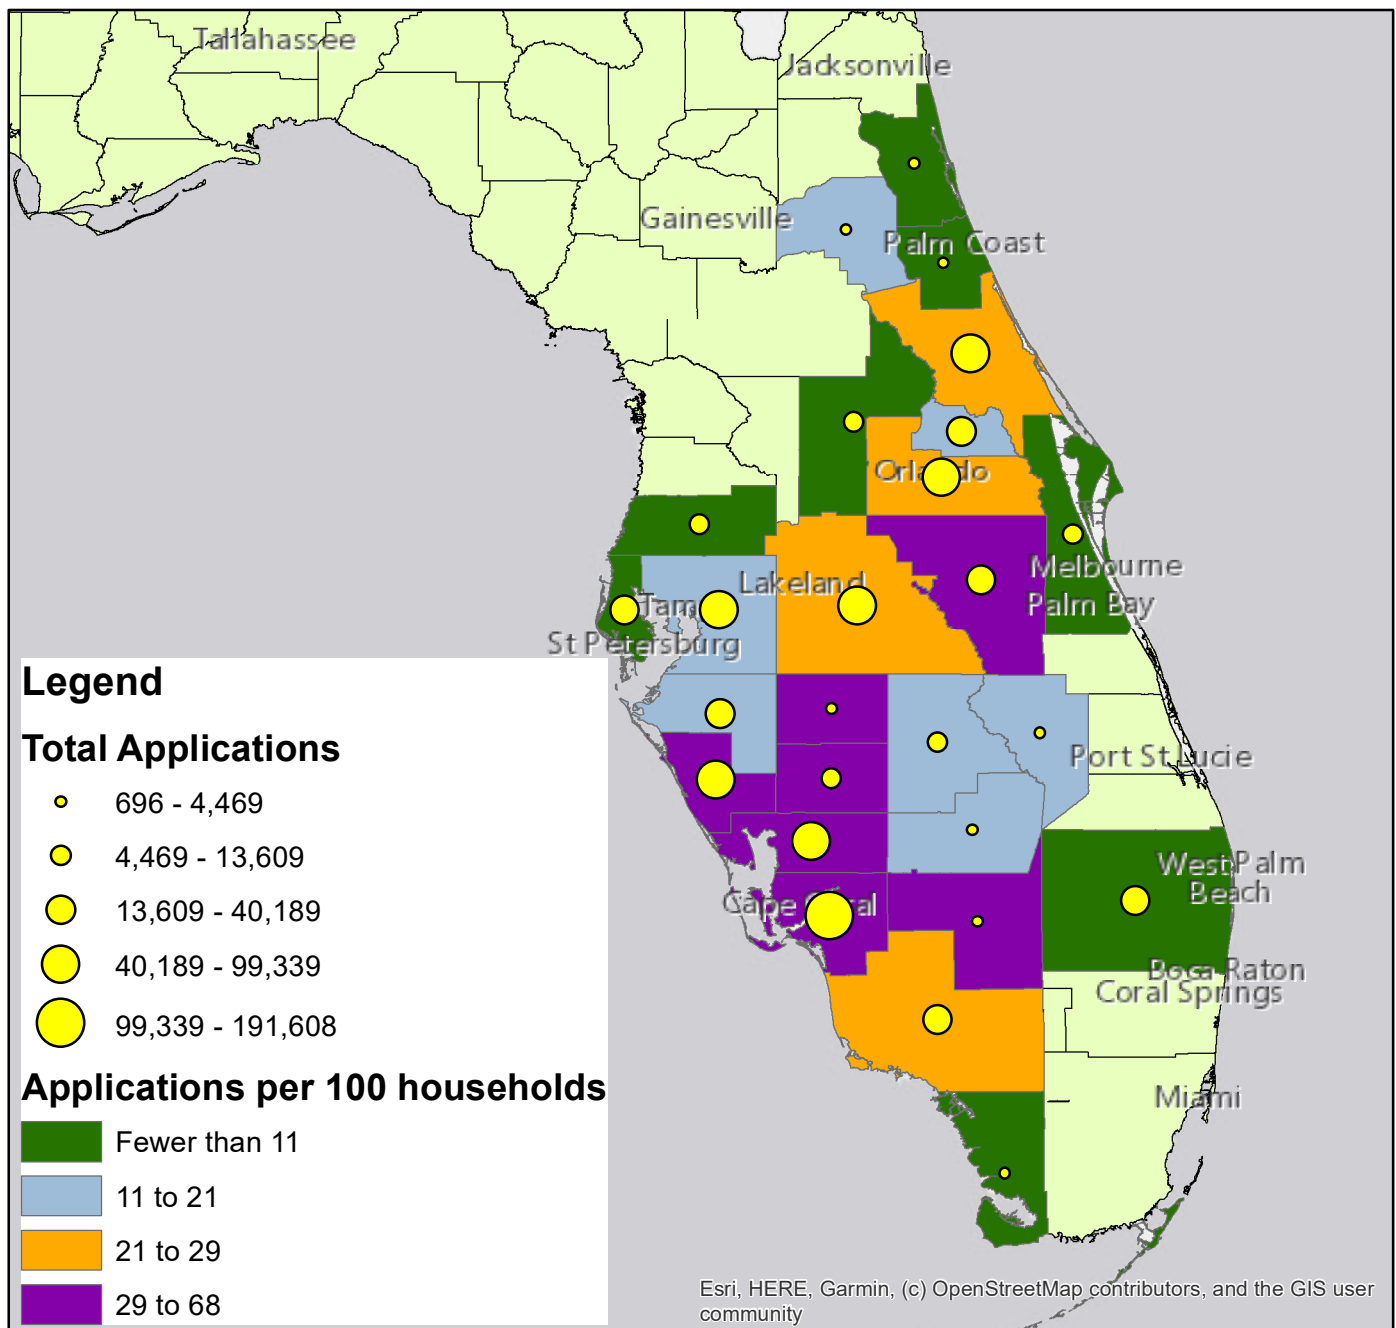 Tallahassee
Jacksonville
Gainesville
Palm Coast
Orlando
Melbourne
Lakeland
Palm Bay
Tam
St Petersburg
Port St Lucie
West Palm
Beach
Cape Coral
Boca Raton
Coral Springs
Miami
Legend
Total Applications
696 - 4,469
4,469 - 13,609
13,609 - 40,189
40,189 - 99,339
99,339 - 191,608
Applications per 100 households
Fewer than 11
11 to 21
21 to 29
29 to 68
Esri, HERE, Garmin, (c) OpenStreetMap contributors, and the GIS user
community